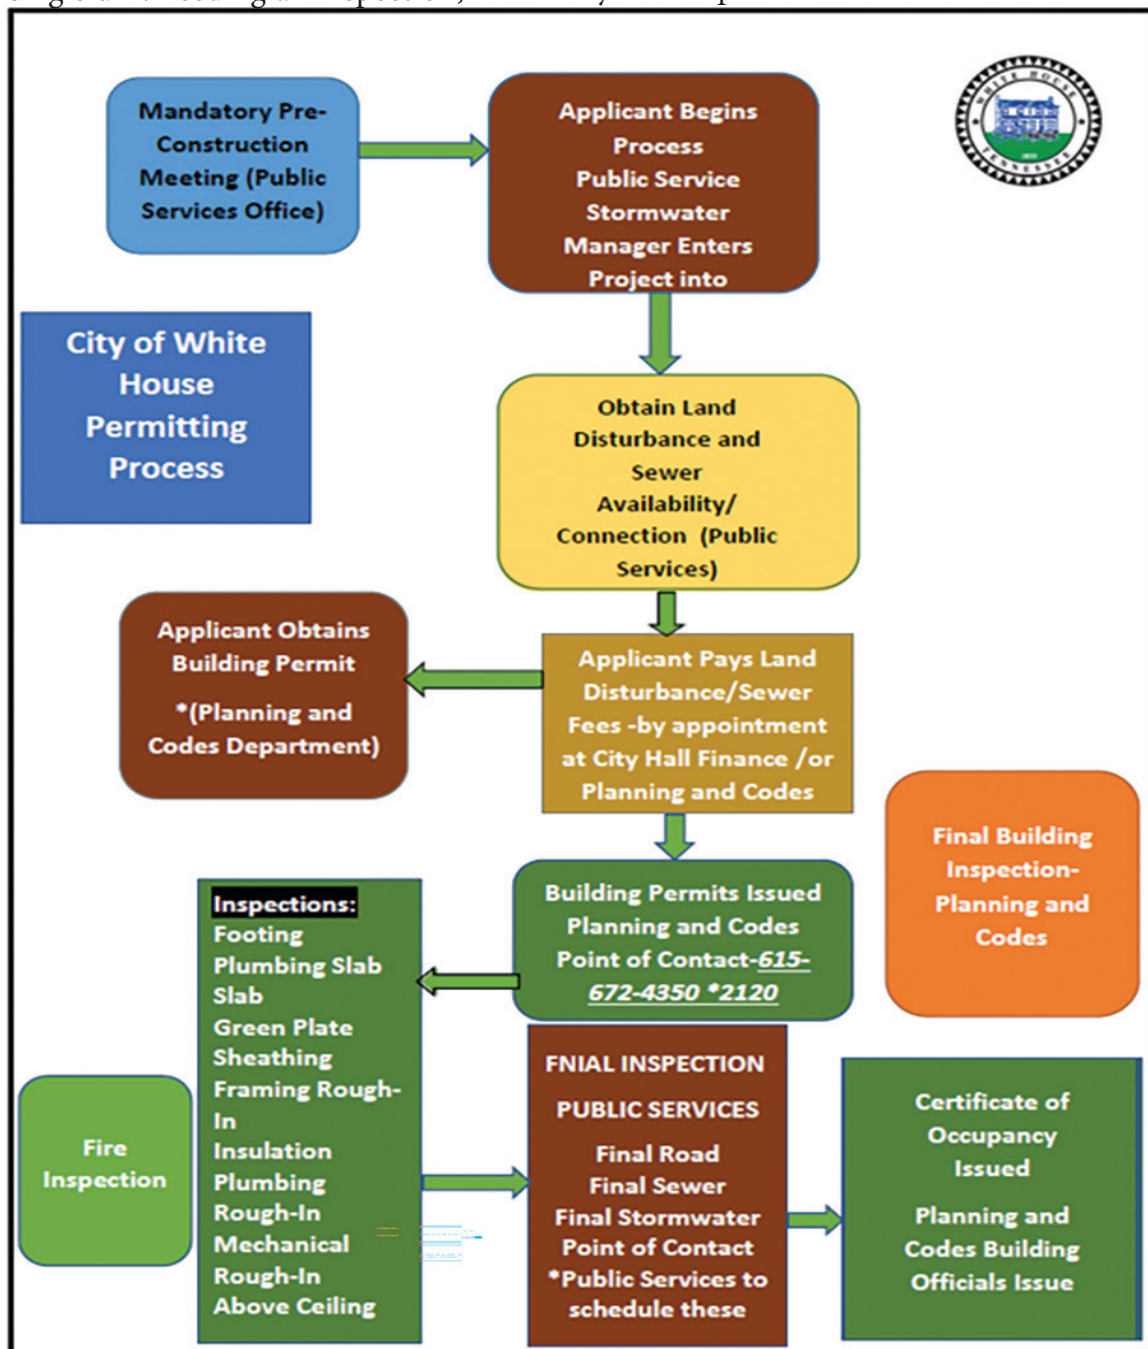 Mandatory Pre-
Construction
Meeting (Public
Services Office)
Applicant Begins
Process
Public Service
Stormwater
Manager Enters
Project into
WHITE HOUSE
TENNESSEE
City of White
House
Permitting
Process
Obtain Land
Disturbance and
Sewer
Availability/
Connection (Public
Services)
Applicant Obtains
Building Permit
*(Planning and
Codes Department)
Applicant Pays Land
Disturbance/Sewer
Fees -by appointment
at City Hall Finance /or
Planning and Codes
Final Building
Inspection-
Planning and
Codes
Building Permits Issued
Planning and Codes
Point of Contact-615-
672-4350 *2120
Inspections:
Footing
Plumbing Slab
Slab
Green Plate
Sheathing
Framing Rough-
In
Insulation
Plumbing
Rough-In
Mechanical
Rough-In
Above Ceiling
Fire
Inspection
FNIAL INSPECTION
PUBLIC SERVICES
Final Road
Final Sewer
Final Stormwater
Point of Contact
*Public Services to
schedule these
Certificate of
Occupancy
Issued
Planning and
Codes Building
Officials Issue